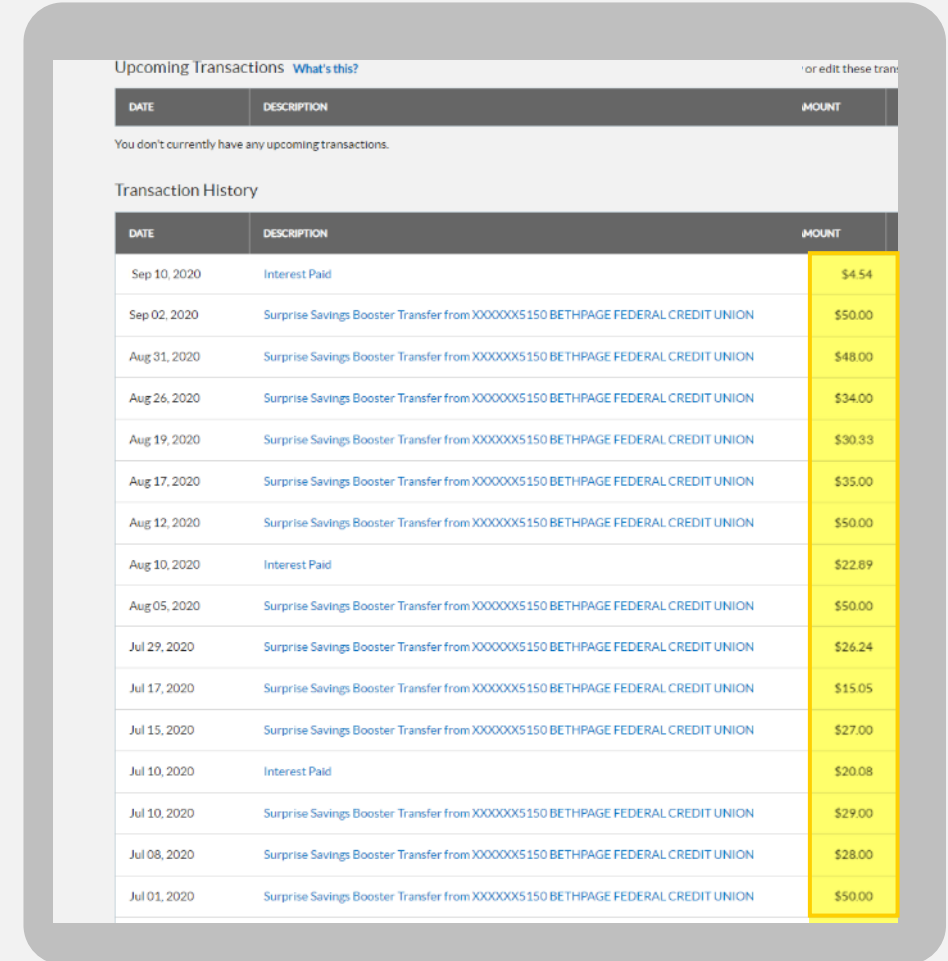 Upcoming Transactions What's this? or edit these tran
DATE DESCRIPTION MOUNT
You don't currently have any upcoming transactions.
Transaction History
DATE DESCRIPTION MOUNT
Sep 10, 2020 Interest Paid $4.54
Sep 02, 2020 Surprise Savings Booster Transfer from XXXXXX5150 BETHPAGE FEDERAL CREDIT UNION $50.00
Aug 31, 2020 Surprise Savings Booster Transfer from XXXXXX5150 BETHPAGE FEDERAL CREDIT UNION $48.00
Aug 26, 2020 Surprise Savings Booster Transfer from XXXXXX5150 BETHPAGE FEDERAL CREDIT UNION $34.00
Aug 19, 2020 Surprise Savings Booster Transfer from XXXXXX5150 BETHPAGE FEDERAL CREDIT UNION $30.33
Aug 17, 2020 Surprise Savings Booster Transfer from XXXXXX5150 BETHPAGE FEDERAL CREDIT UNION $35.00
Aug 12, 2020 Surprise Savings Booster Transfer from XXXXXX5150 BETHPAGE FEDERAL CREDIT UNION $50.00
Aug 10, 2020 Interest Paid $22.89
Aug 05, 2020 Surprise Savings Booster Transfer from XXXXXX5150 BETHPAGE FEDERAL CREDIT UNION $50.00
Jul 29, 2020 Surprise Savings Booster Transfer from XXXXXX5150 BETHPAGE FEDERAL CREDIT UNION $26.24
Jul 17, 2020 Surprise Savings Booster Transfer from XXXXXX5150 BETHPAGE FEDERAL CREDIT UNION $15.05
Jul 15, 2020 Surprise Savings Booster Transfer from XXXXXX5150 BETHPAGE FEDERAL CREDIT UNION $27.00
Jul 10, 2020 Interest Paid $20.08
Jul 10, 2020 Surprise Savings Booster Transfer from XXXXXX5150 BETHPAGE FEDERAL CREDIT UNION $29.00
Jul 08, 2020 Surprise Savings Booster Transfer from XXXXXX5150 BETHPAGE FEDERAL CREDIT UNION $28.00
Jul 01, 2020 Surprise Savings Booster Transfer from XXXXXX5150 BETHPAGE FEDERAL CREDIT UNION $50.00